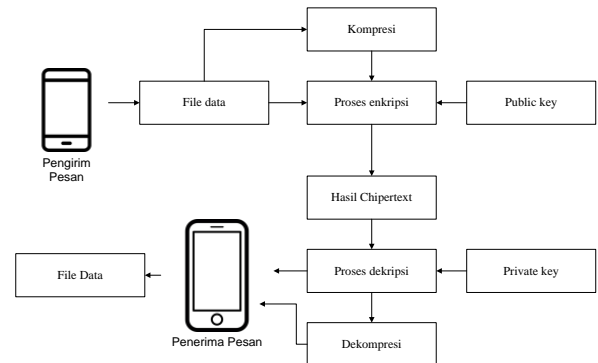 Kompresi
File data
Proses enkripsi
Public key
Pengirim
Pesan
Hasil Chipertext
File Data
Proses dekripsi
Private key
Penerima Pesan
Dekompresi